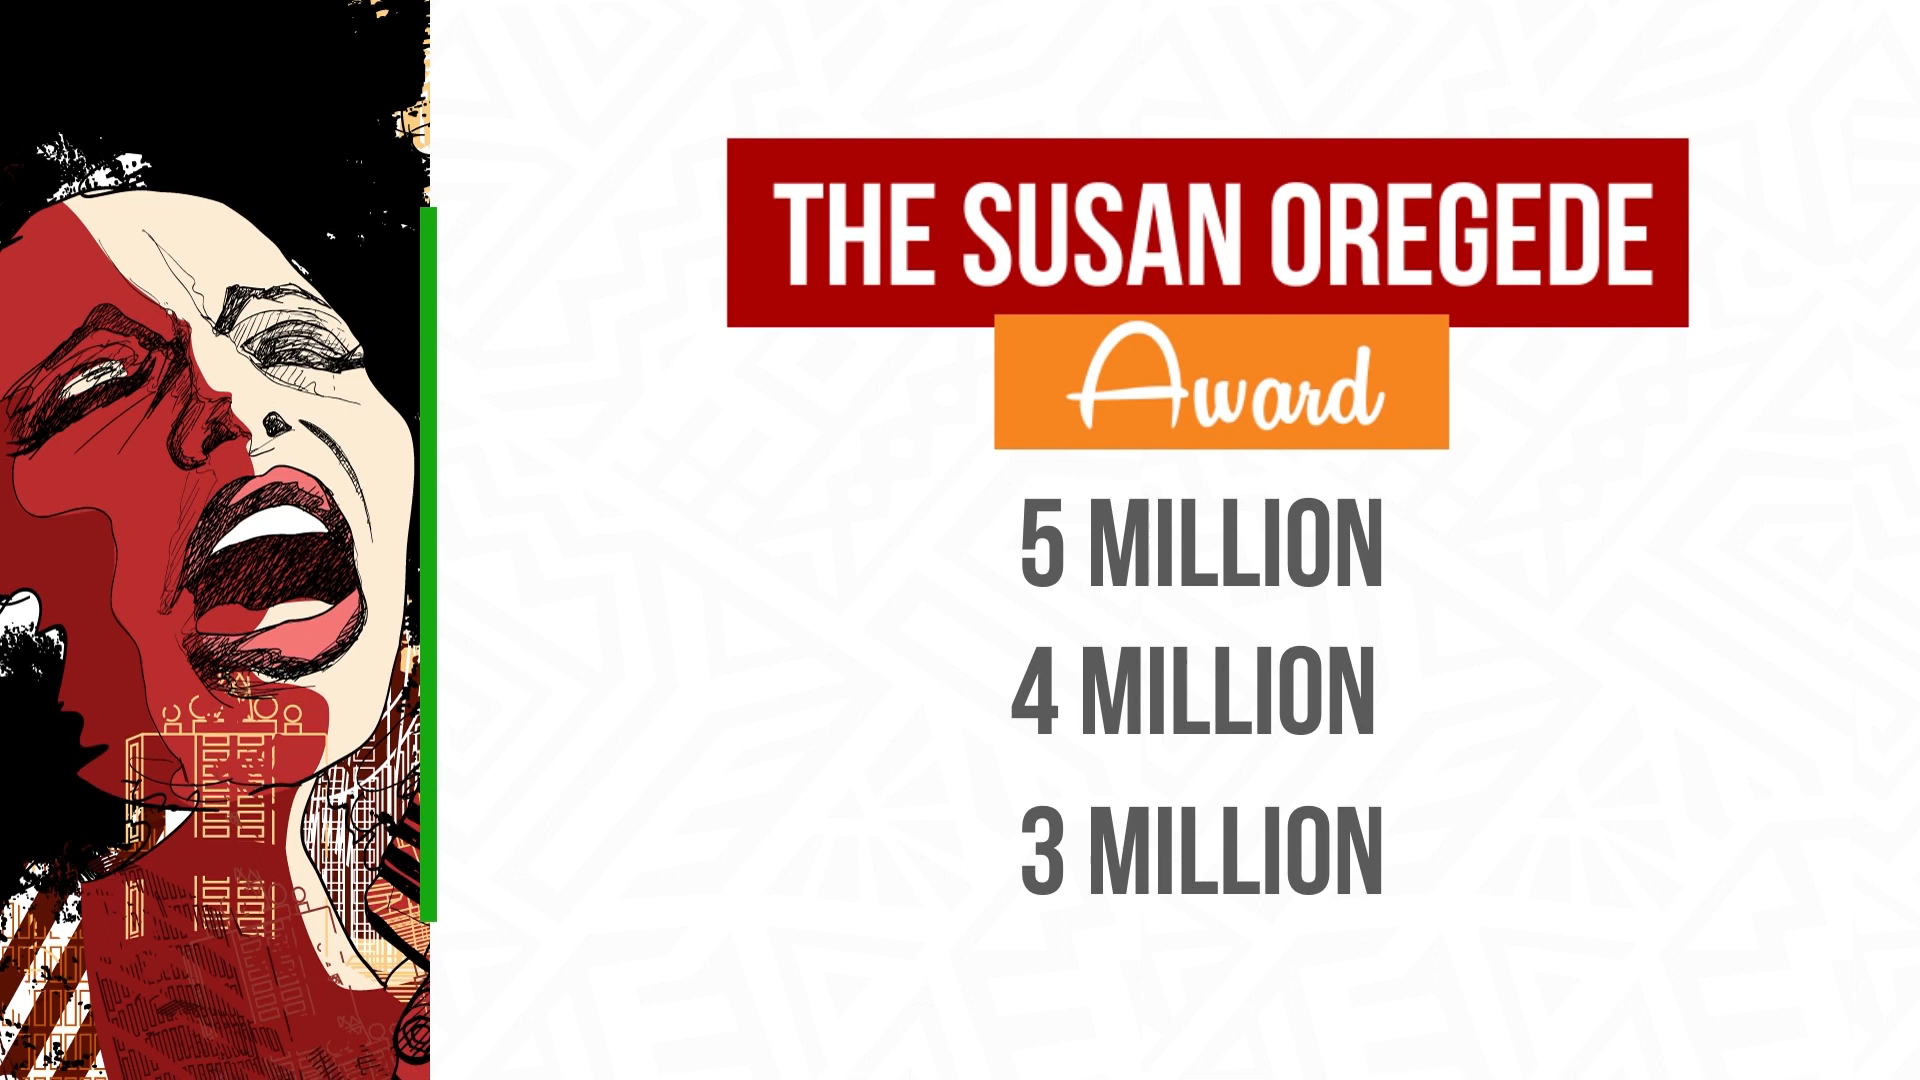 THE SUSAN OREGEDE
Award
5 MILLION
4 MILLION
3 MILLION